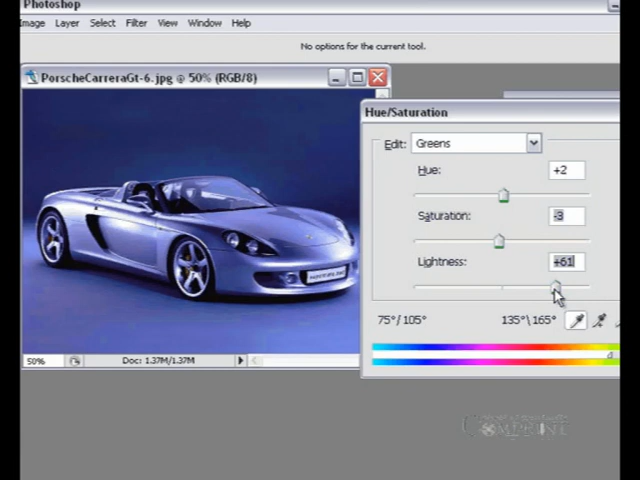 Photoshop
Image Layer Select Filter View Window Help
No options for the current tool.
PorscheCarreraGt-6.jpg @ 50% (RGB/8)
Hue/Saturation
Edit: Greens
Hue: +2
Saturation: -3
Lightness: +61
75°/105° 135°\165°
50% Doc: 1.37M/1.37M